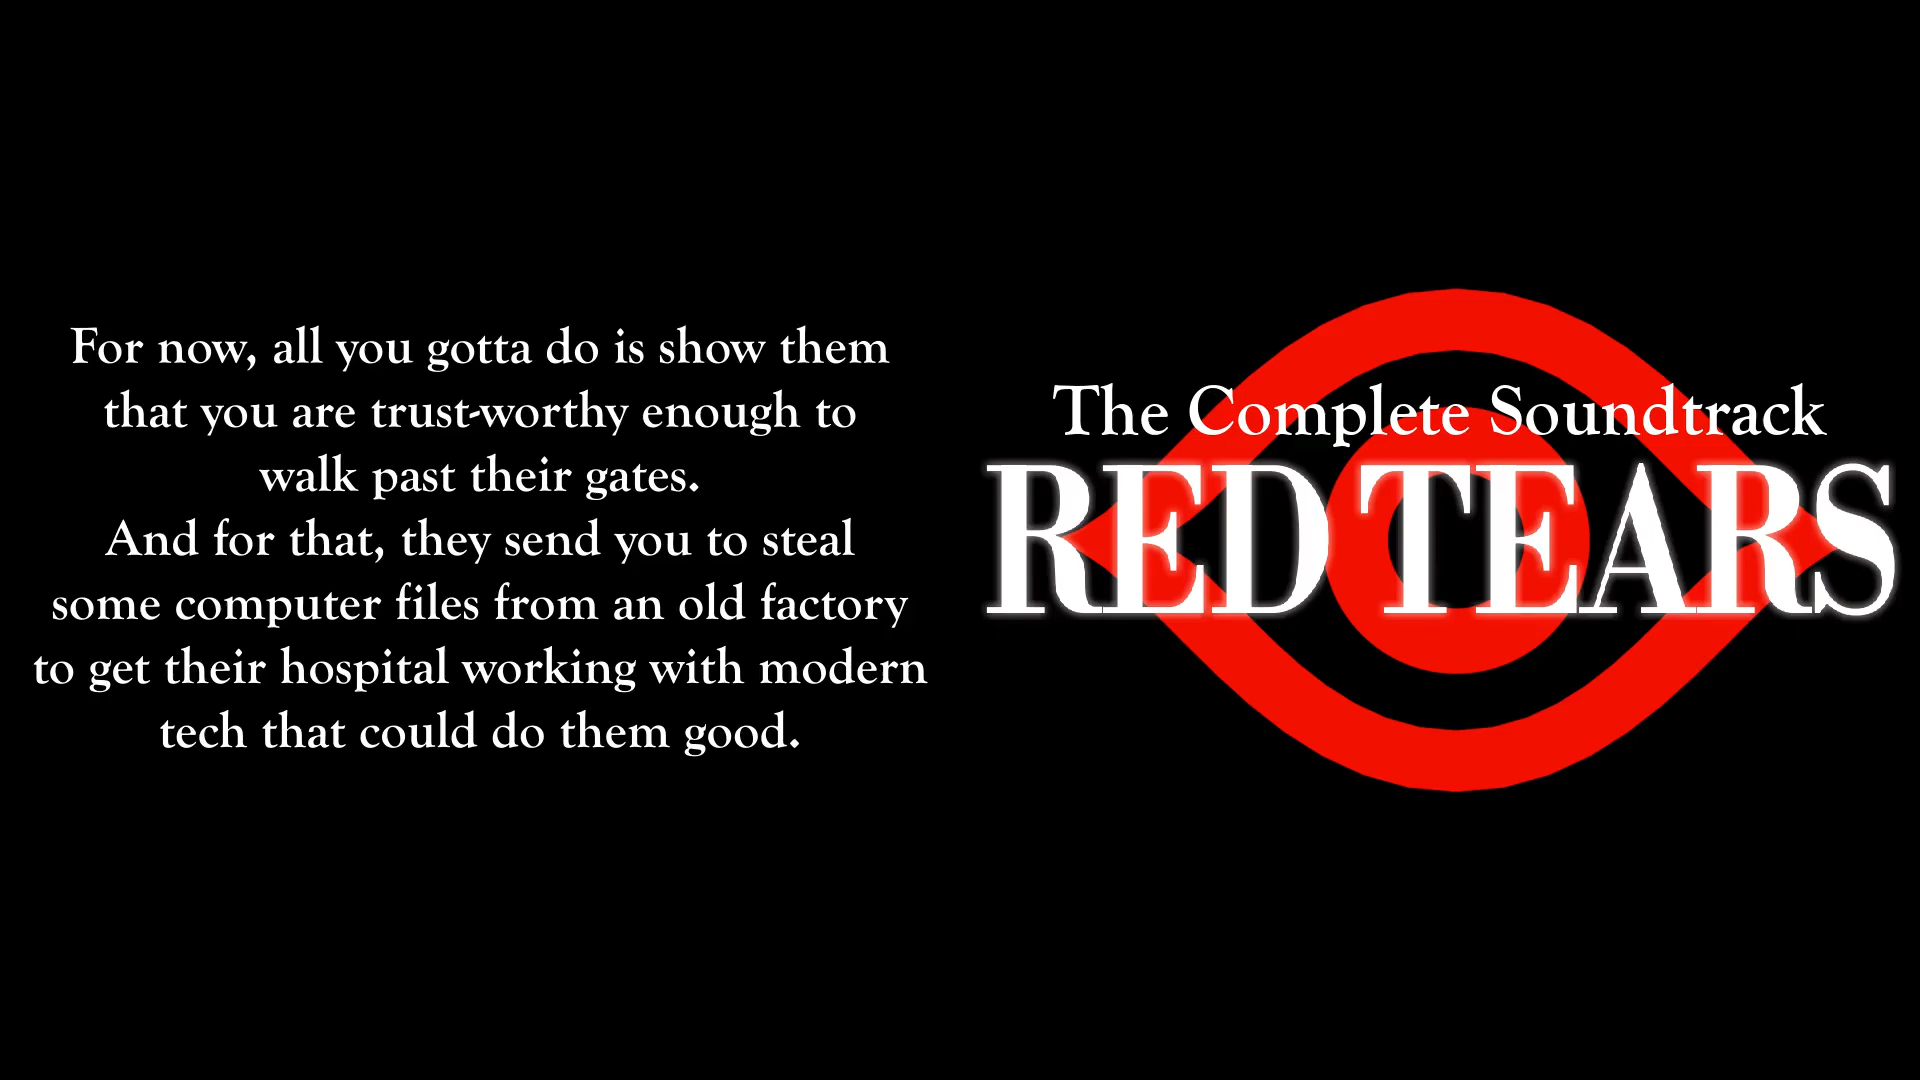 For now, all you gotta do is show them
that you are trust-worthy enough to
walk past their gates.
And for that, they send you to steal
some computer files from an old factory
to get their hospital working with modern
tech that could do them good.
The Complete Soundtrack
RED TEARS